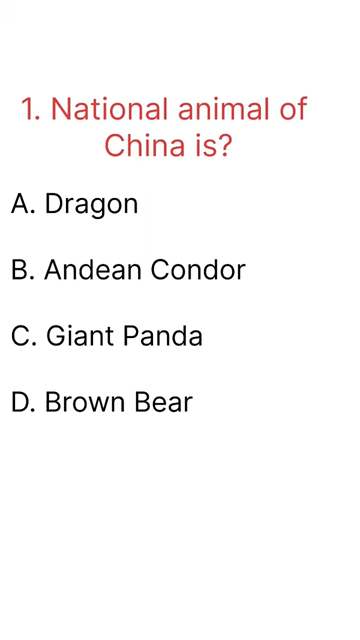 1. National animal of
China is?
A. Dragon
B. Andean Condor
C. Giant Panda
D. Brown Bear